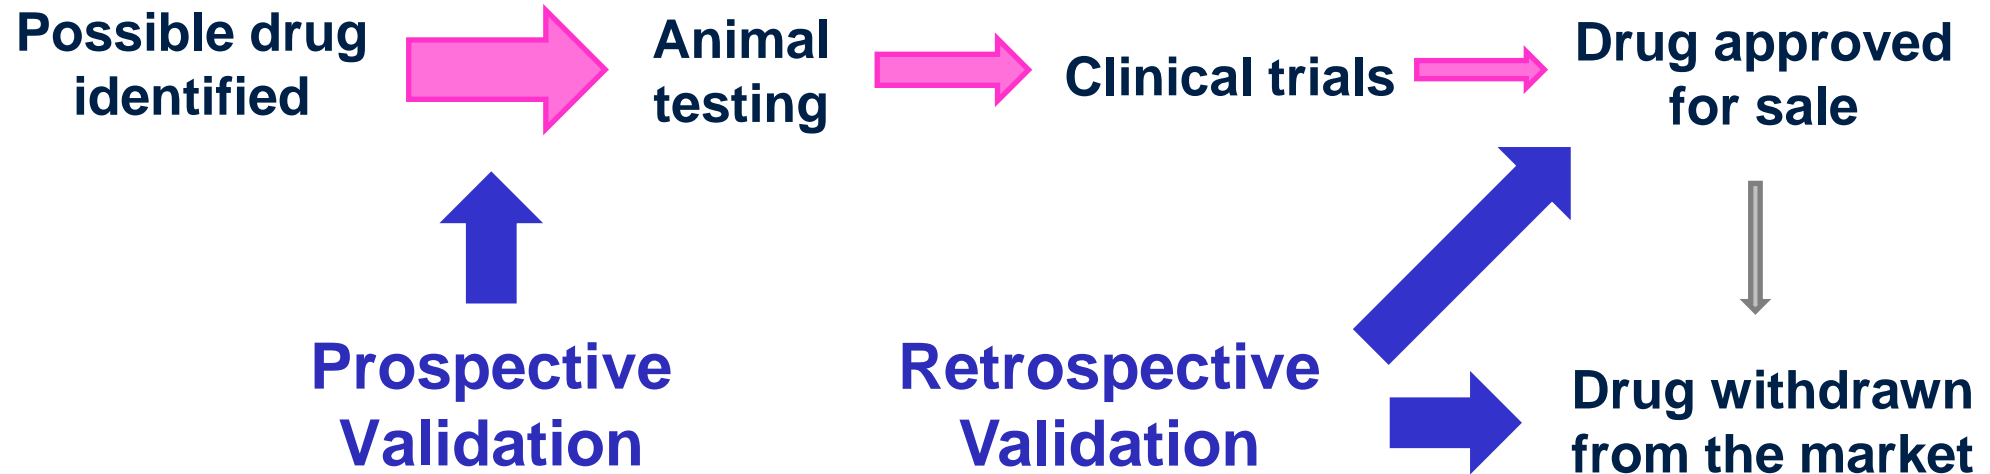 Possible drug
identified
Animal
testing
Clinical trials
Drug approved
for sale
Prospective
Validation
Retrospective
Validation
Drug withdrawn
from the market